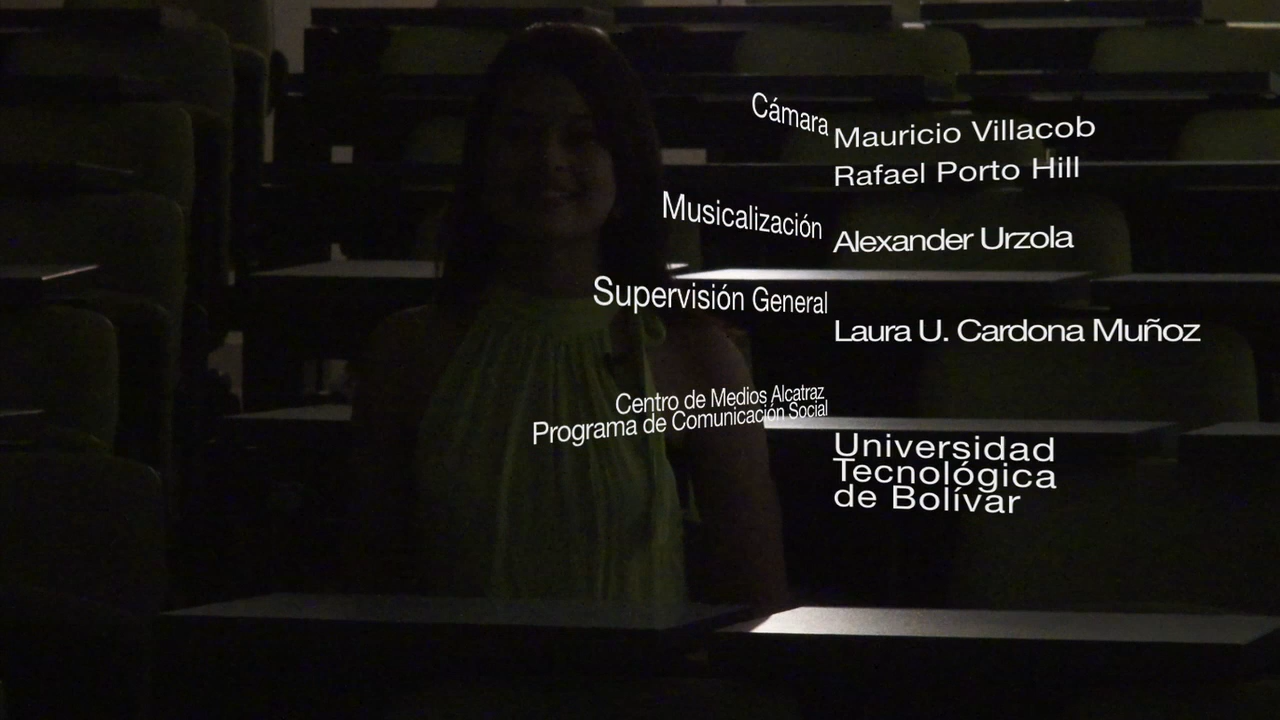 Cámara
Mauricio Villacob
Rafael Porto Hill
Musicalización
Alexander Urzola
Supervisión General
Laura U. Cardona Muñoz
Centro de Medios Alcatraz
Programa de Comunicación Social
Universidad
Tecnológica
de Bolívar